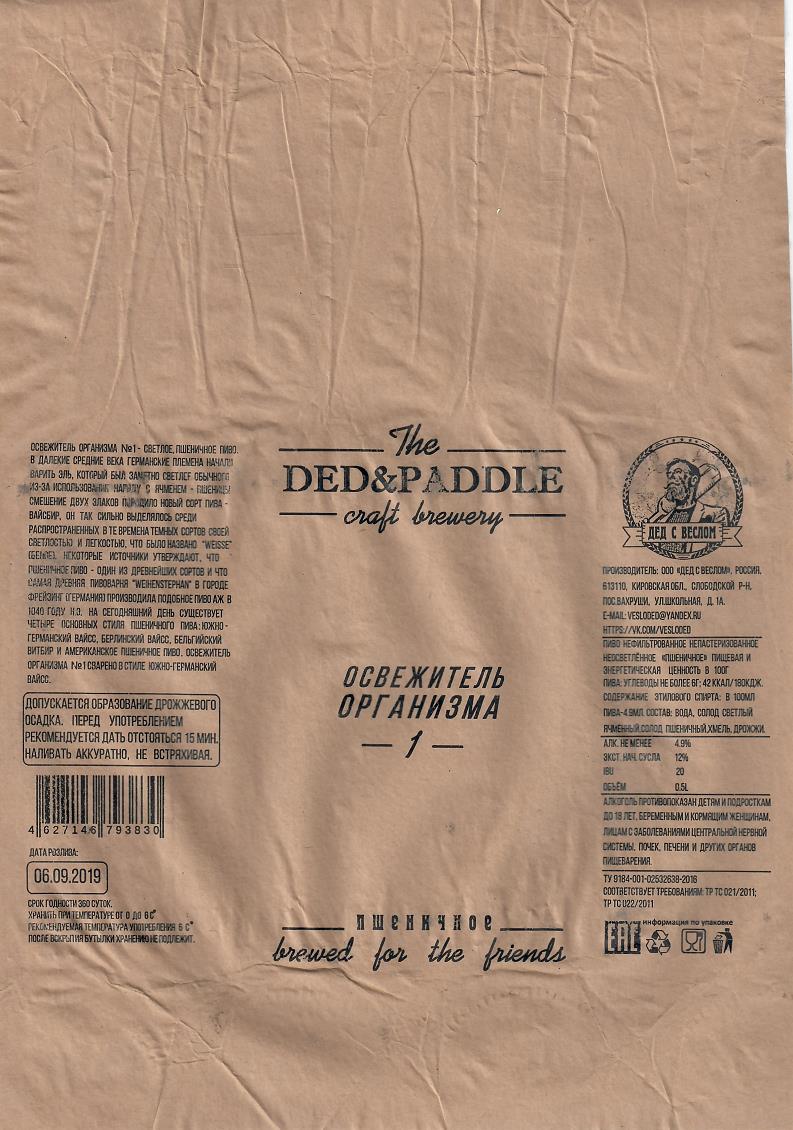 ОСВЕЖИТЕЛЬ ОРГАНИЗМА №1 - СВЕТЛОЕ, ПШЕНИЧНОЕ ПИВО.
В ДАЛЕКИЕ СРЕДНИЕ ВЕКА ГЕРМАНСКИЕ ПЛЕМЕНА НАЧАЛИ
ВАРИТЬ ЭЛЬ, КОТОРЫЙ БЫЛ ЗАМЕТНО СВЕТЛЕЕ ОБЫЧНОГО
ИЗ-ЗА ИСПОЛЬЗОВАНИЯ НАРЯДУ С ЯЧМЕНЕМ - ПШЕНИЦЫ
СМЕШЕНИЕ ДВУХ ЗЛАКОВ ПОРОДИЛО НОВЫЙ СОРТ ПИВА -
ВАЙСБИР, ОН ТАК СИЛЬНО ВЫДЕЛЯЛОСЬ СРЕДИ
РАСПРОСТРАНЕННЫХ В ТЕ ВРЕМЕНА ТЕМНЫХ СОРТОВ СВОЕЙ
СВЕТЛОСТЬЮ И ЛЕГКОСТЬЮ, ЧТО БЫЛО НАЗВАНО "WEISSE"
НЕКОТОРЫЕ ИСТОЧНИКИ УТВЕРЖДАЮТ, ЧТО
ПШЕНИЧНОЕ ПИВО - ОДИН ИЗ ДРЕВНЕЙШИХ СОРТОВ И ЧТО
САМАЯ ДРЕВНЯЯ ПИВОВАРНЯ "WEIHENSTEPHAN" В ГОРОДЕ
ФРЕЙЗИНГ (ГЕРМАНИЯ) ПРОИЗВОДИЛА ПОДОБНОЕ ПИВО АЖ В
1040 ГОДУ Н.Э. НА СЕГОДНЯШНИЙ ДЕНЬ СУЩЕСТВУЕТ
ЧЕТЫРЕ ОСНОВНЫХ СТИЛЯ ПШЕНИЧНОГО ПИВА: ЮЖНО-
ГЕРМАНСКИЙ ВАЙСС, БЕРЛИНСКИЙ ВАЙСС, БЕЛЬГИЙСКИЙ
ВИТБИР И АМЕРИКАНСКОЕ ПШЕНИЧНОЕ ПИВО. ОСВЕЖИТЕЛЬ
ОРГАНИЗМА №1 СВАРЕНО В СТИЛЕ ЮЖНО-ГЕРМАНСКИЙ
ВАЙСС.
ДОПУСКАЕТСЯ ОБРАЗОВАНИЕ ДРОЖЖЕВОГО
ОСАДКА. ПЕРЕД УПОТРЕБЛЕНИЕМ
РЕКОМЕНДУЕТСЯ ДАТЬ ОТСТОЯТЬСЯ 15 МИН.
НАЛИВАТЬ АККУРАТНО, НЕ ВСТРЯХИВАЯ.
4 627146 793830
ДАТА РОЗЛИВА:
06.09.2019
СРОК ГОДНОСТИ 360 СУТОК.
ХРАНИТЬ ПРИ ТЕМПЕРАТУРЕ ОТ 0 ДО 6 С°
РЕКОМЕНДУЕМАЯ ТЕМПЕРАТУРА УПОТРЕБЛЕНИЯ 6 С°
ПОСЛЕ ВСКРЫТИЯ БУТЫЛКИ ХРАНЕНИЮ НЕ ПОДЛЕЖИТ.
The
DED&PADDLE
craft brewery
ОСВЕЖИТЕЛЬ
ОРГАНИЗМА
— 1 —
пшеничное
brewed for the friends
ДЕД С ВЕСЛОМ
ПРОИЗВОДИТЕЛЬ: ООО «ДЕД С ВЕСЛОМ», РОССИЯ,
613110, КИРОВСКАЯ ОБЛ., СЛОБОДСКОЙ Р-Н,
ПОС.ВАХРУШИ, УЛ.ШКОЛЬНАЯ, Д. 1А.
E-MAIL: VESLODED@YANDEX.RU
HTTPS://VK.COM/VESLODED
ПИВО НЕФИЛЬТРОВАННОЕ НЕПАСТЕРИЗОВАННОЕ
НЕОСВЕТЛЁННОЕ «ПШЕНИЧНОЕ» ПИЩЕВАЯ И
ЭНЕРГЕТИЧЕСКАЯ ЦЕННОСТЬ В 100Г
ПИВА: УГЛЕВОДЫ НЕ БОЛЕЕ 6Г; 42 ККАЛ/180КДЖ.
СОДЕРЖАНИЕ ЭТИЛОВОГО СПИРТА: В 100МЛ
ПИВА-4.9МЛ. СОСТАВ: ВОДА, СОЛОД СВЕТЛЫЙ
ЯЧМЕННЫЙ,СОЛОД ПШЕНИЧНЫЙ,ХМЕЛЬ, ДРОЖЖИ.
АЛК. НЕ МЕНЕЕ 4.9%
ЭКСТ. НАЧ. СУСЛА 12%
IBU 20
ОБЪЁМ 0.5L
АЛКОГОЛЬ ПРОТИВОПОКАЗАН ДЕТЯМ И ПОДРОСТКАМ
ДО 18 ЛЕТ, БЕРЕМЕННЫМ И КОРМЯЩИМ ЖЕНЩИНАМ,
ЛИЦАМ С ЗАБОЛЕВАНИЯМИ ЦЕНТРАЛЬНОЙ НЕРВНОЙ
СИСТЕМЫ, ПОЧЕК, ПЕЧЕНИ И ДРУГИХ ОРГАНОВ
ПИЩЕВАРЕНИЯ.
ТУ 9184-001-02532638-2016
СООТВЕТСТВУЕТ ТРЕБОВАНИЯМ: ТР ТС 021/2011;
ТР ТС 022/2011
информация по упаковке
EAC